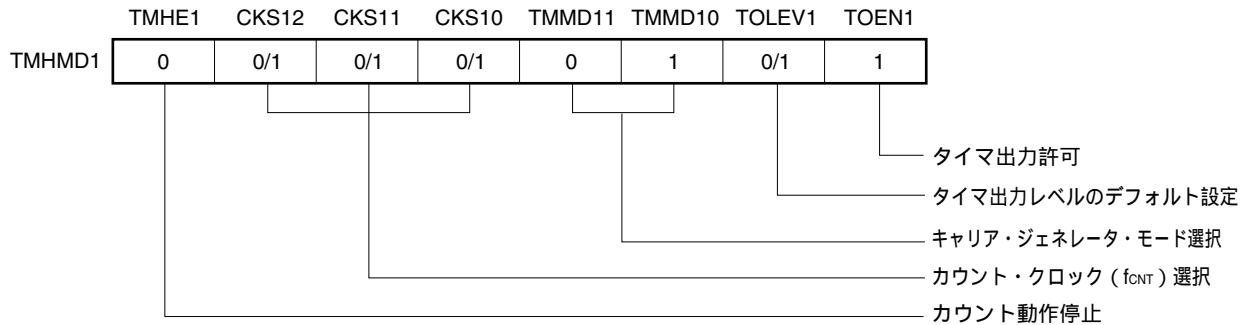 TMHE1 CKS12 CKS11 CKS10 TMMD11 TMMD10 TOLEV1 TOEN1
TMHMD1 0 0/1 0/1 0/1 0 1 0/1 1
タイマ出力許可
タイマ出力レベルのデフォルト設定
キャリア・ジェネレータ・モード選択
カウント・クロック（fCNT）選択
カウント動作停止